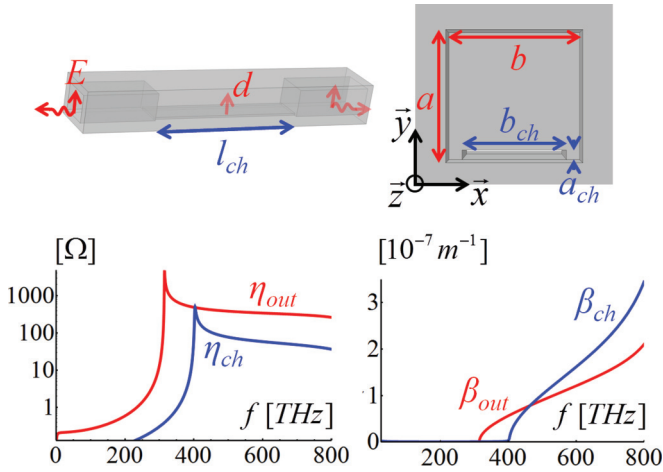 E
d
l_ch
b
a
b_ch
a_ch
y⃗
z⃗
x⃗
[Ω]
1000
100
10
1
η_out
η_ch
f [THz]
0
200
400
600
800
[10⁻⁷ m⁻¹]
3
2
1
0
β_ch
β_out
f [THz]
200
400
600
800